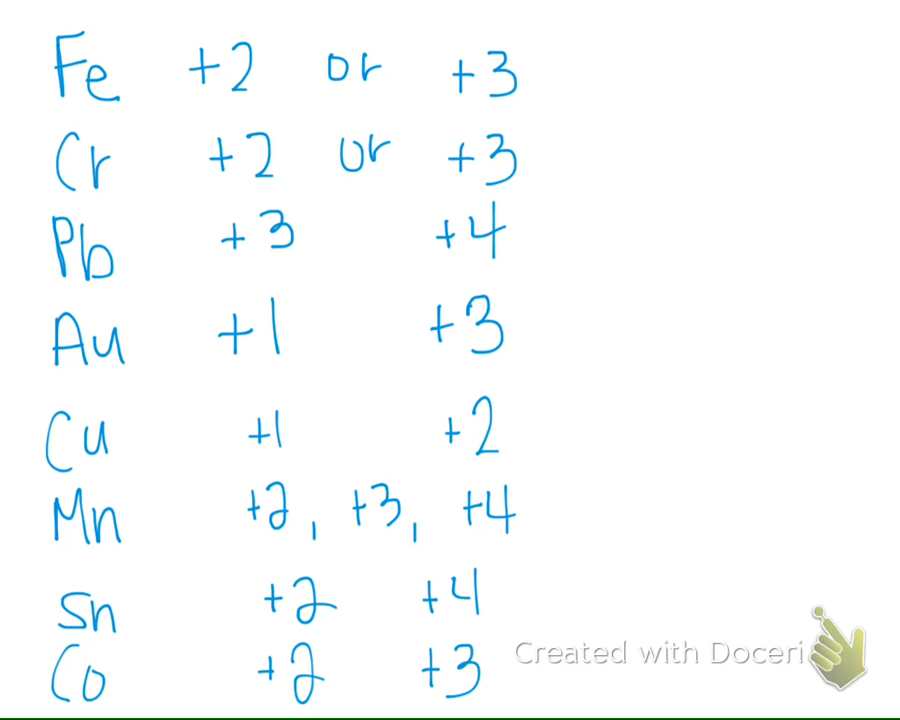 Fe +2 or +3
Cr +2 or +3
Pb +3 +4
Au +1 +3
Cu +1 +2
Mn +2, +3, +4
Sn +2 +4
Created with Doceri
Co +2 +3